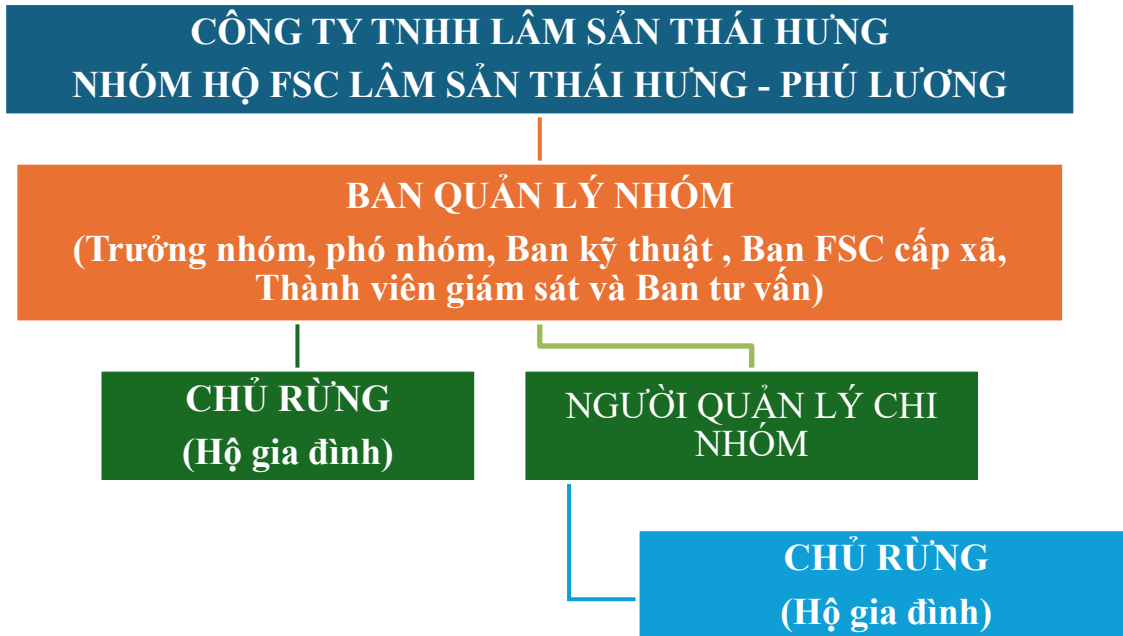 CÔNG TY TNHH LÂM SẢN THÁI HƯNG
NHÓM HỘ FSC LÂM SẢN THÁI HƯNG - PHÚ LƯƠNG
BAN QUẢN LÝ NHÓM
(Trưởng nhóm, phó nhóm, Ban kỹ thuật , Ban FSC cấp xã,
Thành viên giám sát và Ban tư vấn)
CHỦ RỪNG
(Hộ gia đình)
NGƯỜI QUẢN LÝ CHI
NHÓM
CHỦ RỪNG
(Hộ gia đình)